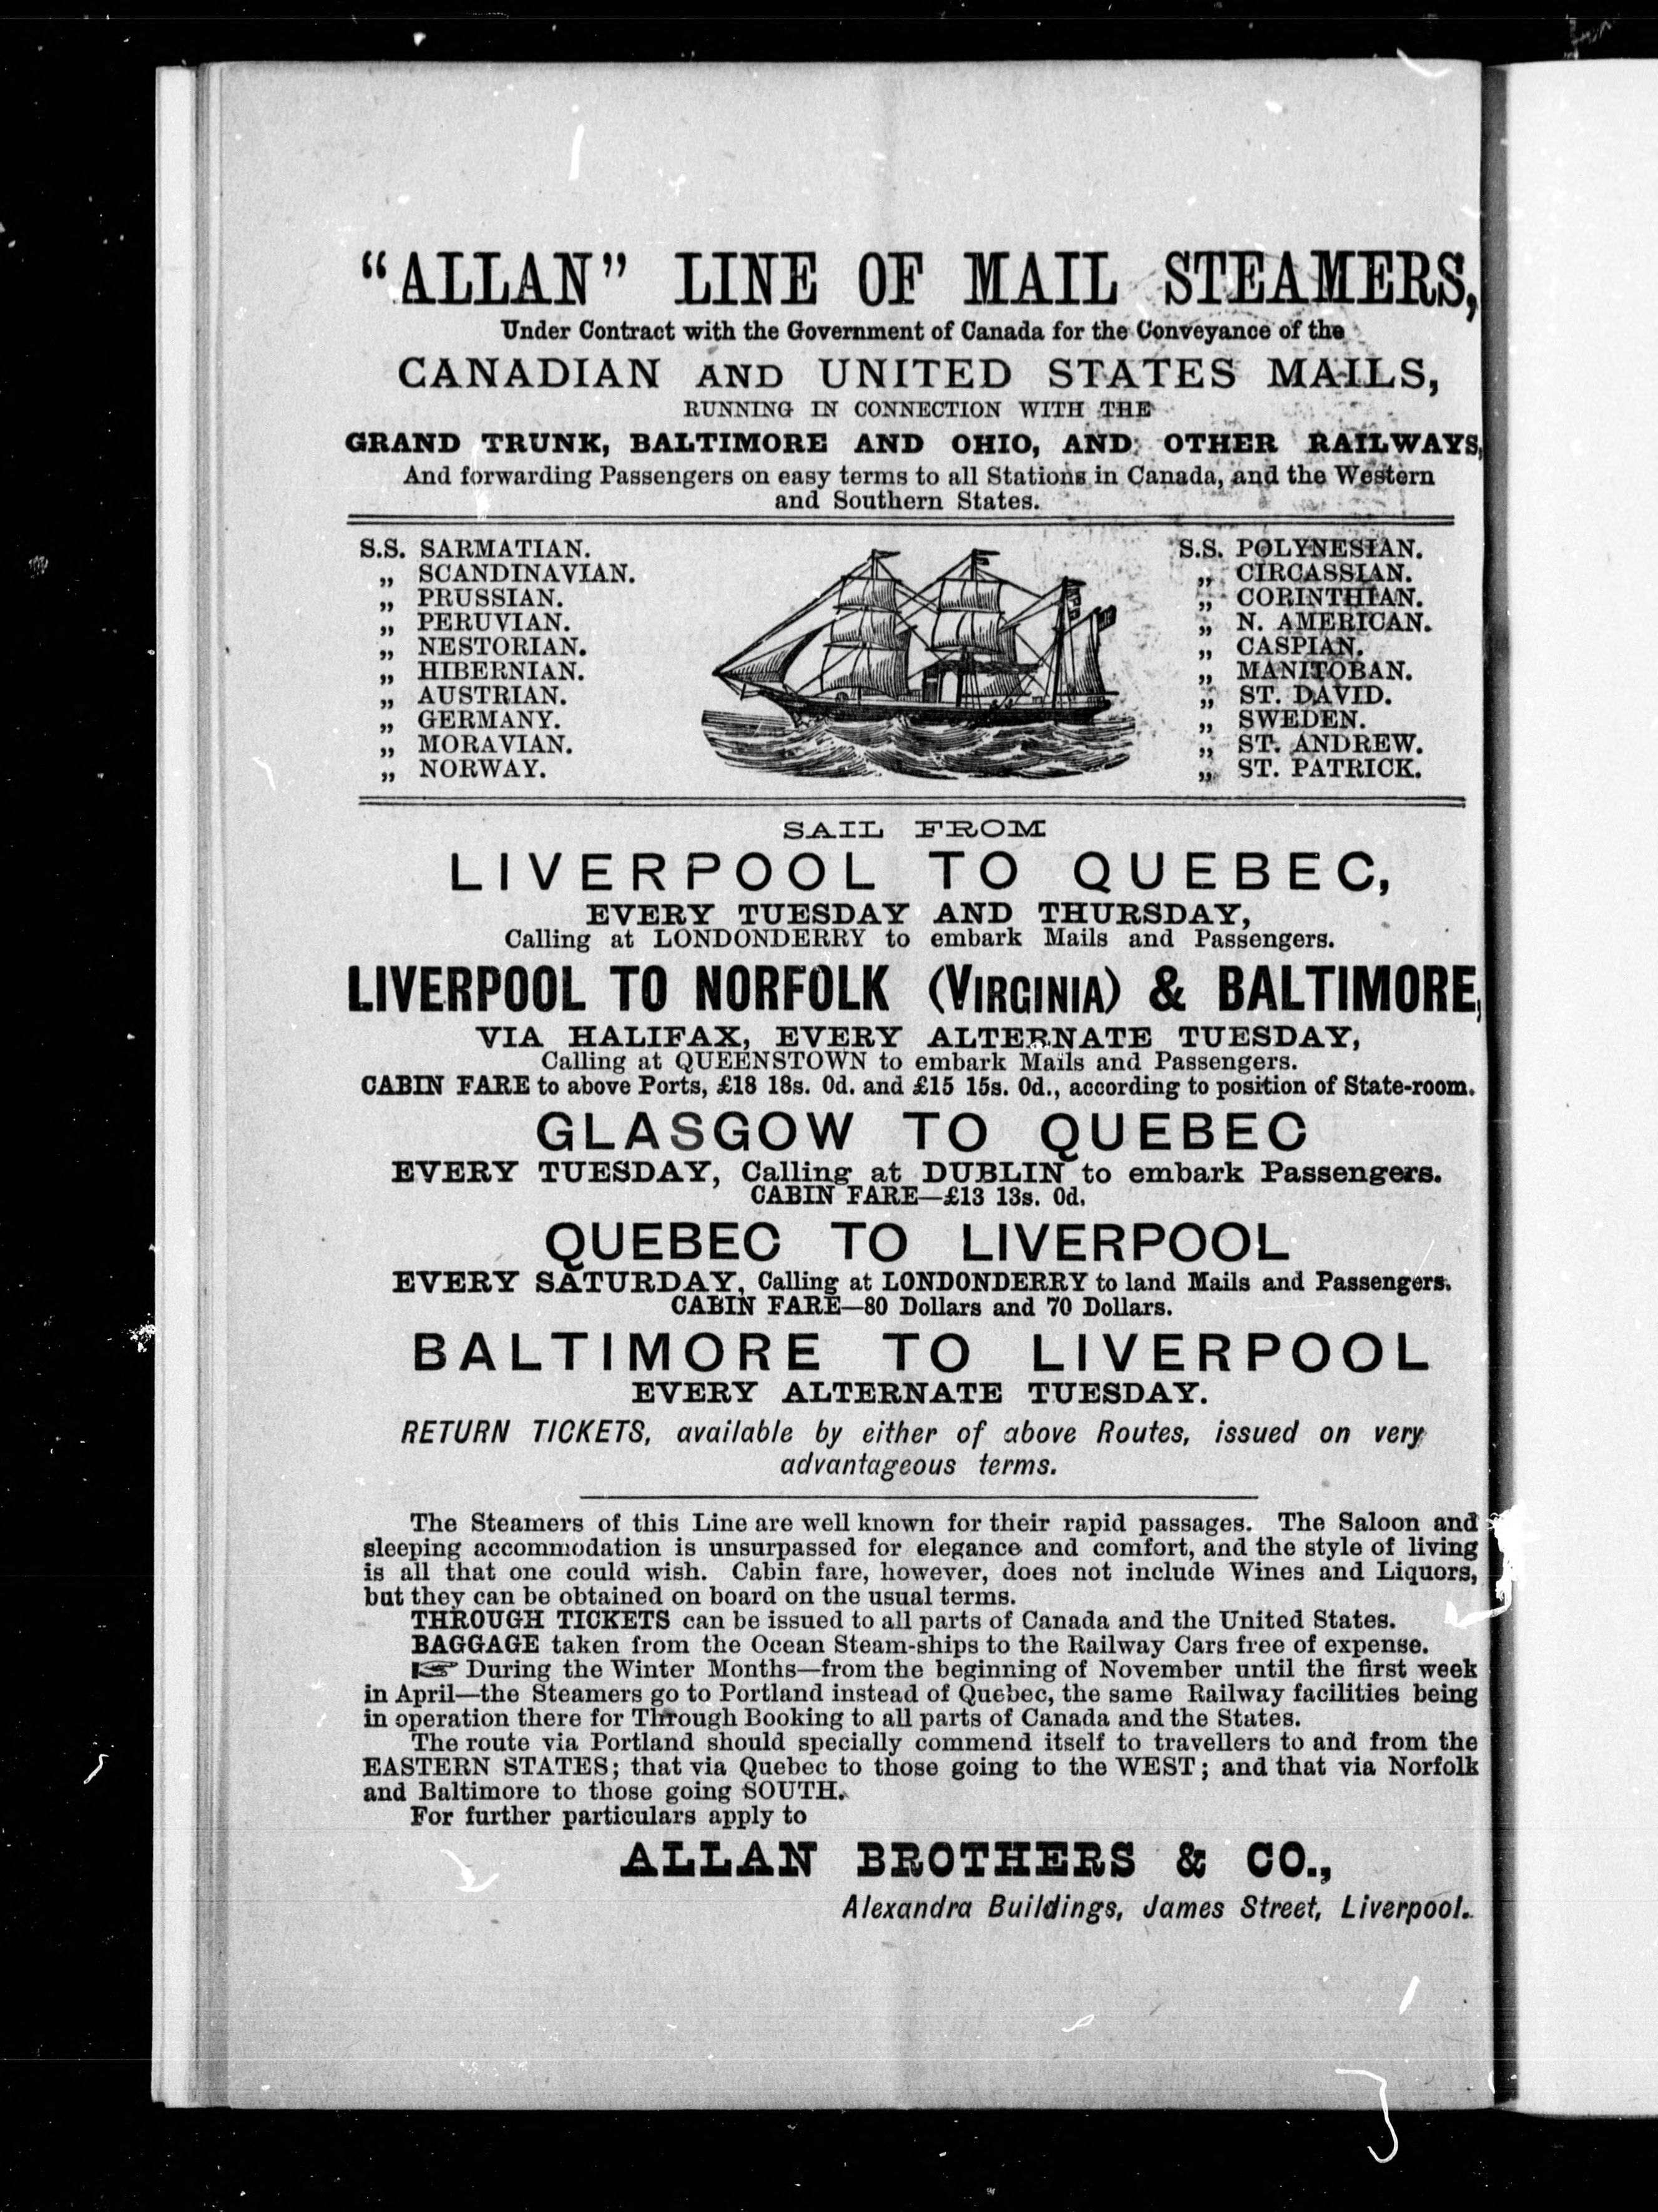 “ALLAN” LINE OF MAIL STEAMERS,
Under Contract with the Government of Canada for the Conveyance of the
CANADIAN AND UNITED STATES MAILS,
RUNNING IN CONNECTION WITH THE
GRAND TRUNK, BALTIMORE AND OHIO, AND OTHER RAILWAYS,
And forwarding Passengers on easy terms to all Stations in Canada, and the Western
and Southern States.
S.S. SARMATIAN.
„ SCANDINAVIAN.
„ PRUSSIAN.
„ PERUVIAN.
„ NESTORIAN.
„ HIBERNIAN.
„ AUSTRIAN.
„ GERMANY.
„ MORAVIAN.
„ NORWAY.
S.S. POLYNESIAN.
„ CIRCASSIAN.
„ CORINTHIAN.
„ N. AMERICAN.
„ CASPIAN.
„ MANITOBAN.
„ ST. DAVID.
„ SWEDEN.
„ ST. ANDREW.
„ ST. PATRICK.
SAIL FROM
LIVERPOOL TO QUEBEC,
EVERY TUESDAY AND THURSDAY,
Calling at LONDONDERRY to embark Mails and Passengers.
LIVERPOOL TO NORFOLK (VIRGINIA) & BALTIMORE,
VIA HALIFAX, EVERY ALTERNATE TUESDAY,
Calling at QUEENSTOWN to embark Mails and Passengers.
CABIN FARE to above Ports, £18 18s. 0d. and £15 15s. 0d., according to position of State-room.
GLASGOW TO QUEBEC
EVERY TUESDAY, Calling at DUBLIN to embark Passengers.
CABIN FARE—£13 13s. 0d.
QUEBEC TO LIVERPOOL
EVERY SATURDAY, Calling at LONDONDERRY to land Mails and Passengers.
CABIN FARE—80 Dollars and 70 Dollars.
BALTIMORE TO LIVERPOOL
EVERY ALTERNATE TUESDAY.
RETURN TICKETS, available by either of above Routes, issued on very
advantageous terms.
The Steamers of this Line are well known for their rapid passages. The Saloon and
sleeping accommodation is unsurpassed for elegance and comfort, and the style of living
is all that one could wish. Cabin fare, however, does not include Wines and Liquors,
but they can be obtained on board on the usual terms.
THROUGH TICKETS can be issued to all parts of Canada and the United States.
BAGGAGE taken from the Ocean Steam-ships to the Railway Cars free of expense.
☞ During the Winter Months—from the beginning of November until the first week
in April—the Steamers go to Portland instead of Quebec, the same Railway facilities being
in operation there for Through Booking to all parts of Canada and the States.
The route via Portland should specially commend itself to travellers to and from the
EASTERN STATES; that via Quebec to those going to the WEST; and that via Norfolk
and Baltimore to those going SOUTH.
For further particulars apply to
ALLAN BROTHERS & CO.,
Alexandra Buildings, James Street, Liverpool.